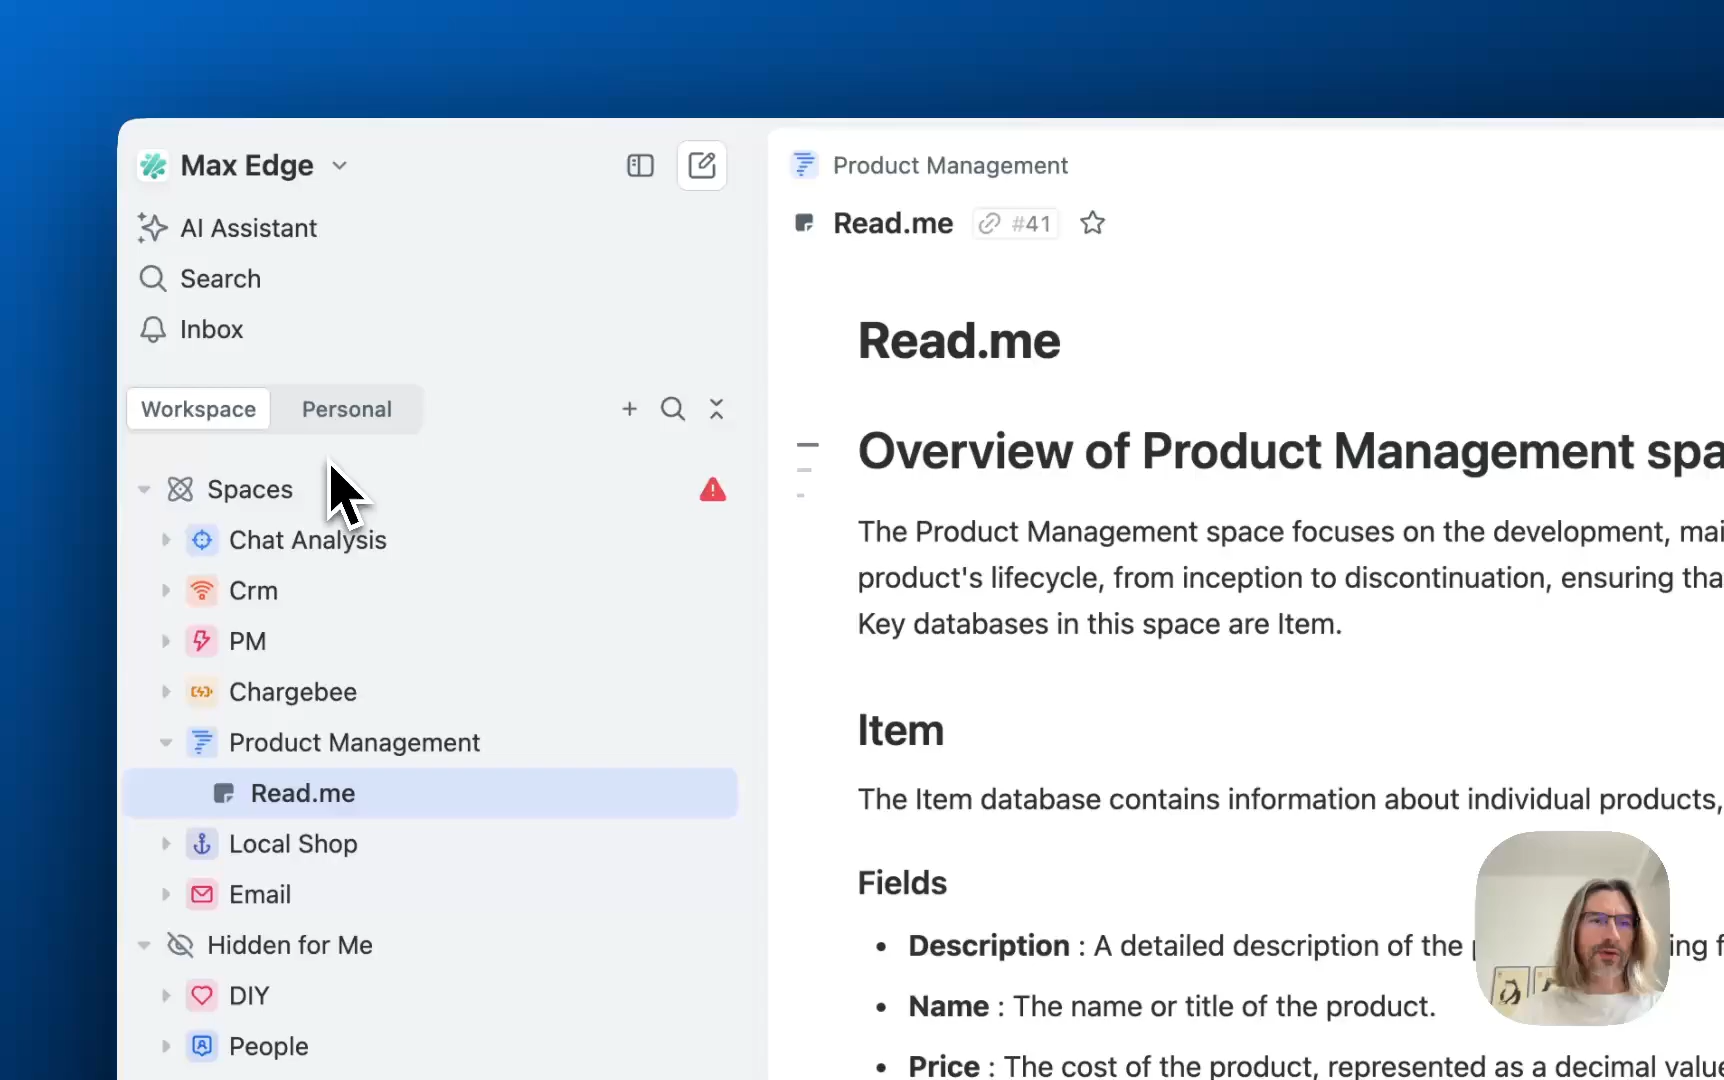 Max Edge
AI Assistant
Search
Inbox
Workspace
Personal
Spaces
Chat Analysis
Crm
PM
Chargebee
Product Management
Read.me
Local Shop
Email
Hidden for Me
DIY
People
Product Management
Read.me
#41
Read.me
Overview of Product Management spa
The Product Management space focuses on the development, mai
product's lifecycle, from inception to discontinuation, ensuring tha
Key databases in this space are Item.
Item
The Item database contains information about individual products,
Fields
• Description : A detailed description of the ing f
• Name : The name or title of the product.
• Price : The cost of the product, represented as a decimal value